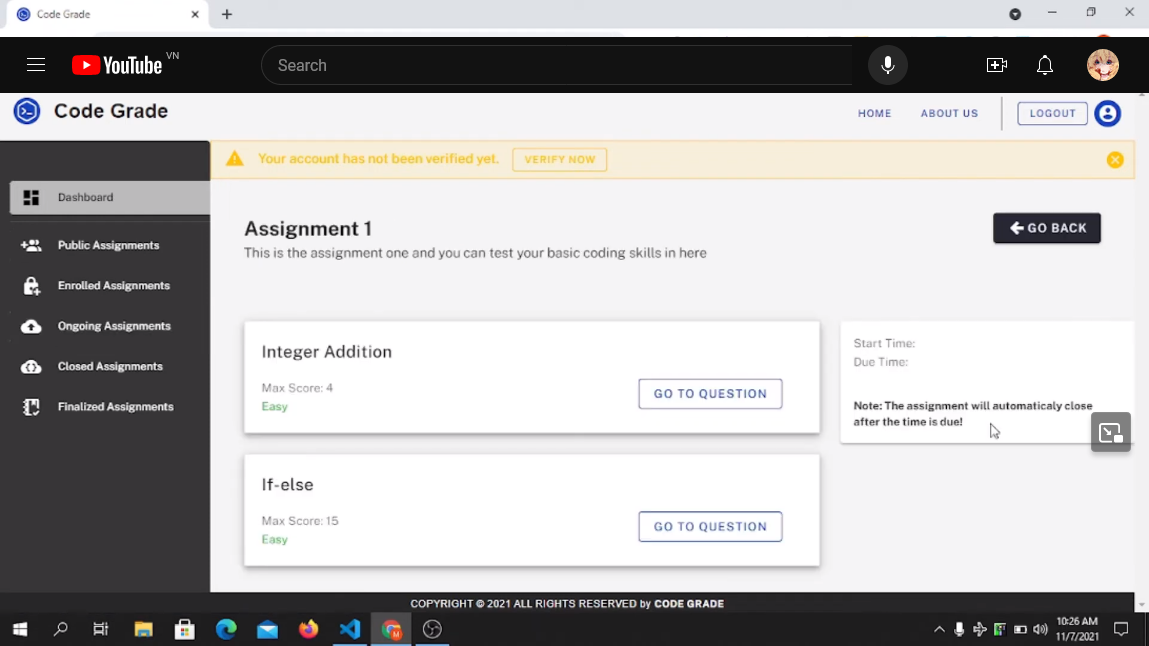 Code Grade
YouTube VN
Search
Code Grade
HOME
ABOUT US
LOGOUT
Your account has not been verified yet.
VERIFY NOW
Dashboard
Public Assignments
Enrolled Assignments
Ongoing Assignments
Closed Assignments
Finalized Assignments
Assignment 1
GO BACK
This is the assignment one and you can test your basic coding skills in here
Integer Addition
Max Score: 4
Easy
GO TO QUESTION
If-else
Max Score: 15
Easy
GO TO QUESTION
Start Time:
Due Time:
Note: The assignment will automaticaly close
after the time is due!
COPYRIGHT © 2021 ALL RIGHTS RESERVED by CODE GRADE
10:26 AM
11/7/2021